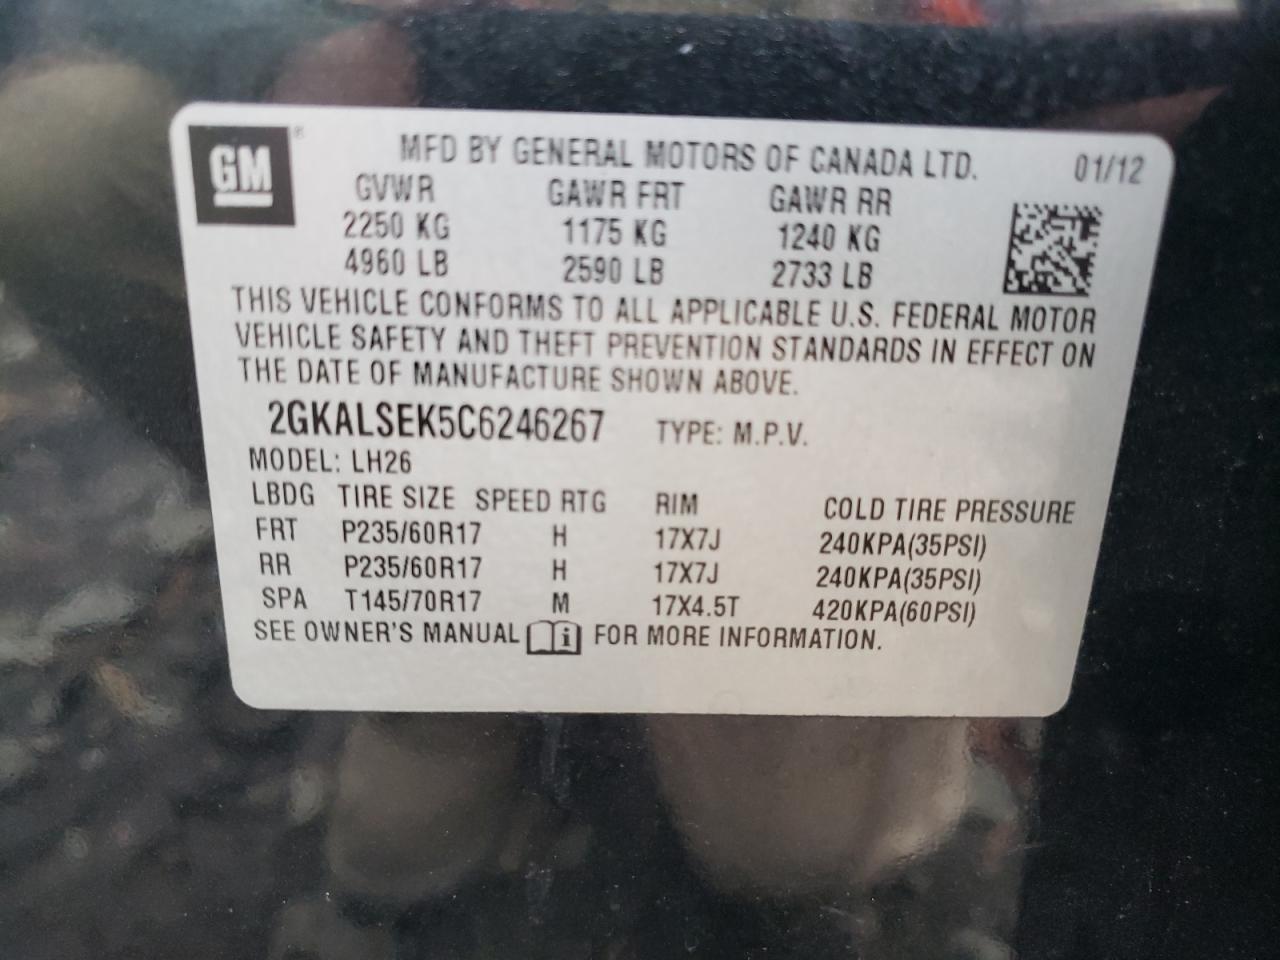 GM ® MFD BY GENERAL MOTORS OF CANADA LTD. 01/12
GVWR GAWR FRT GAWR RR
2250 KG 1175 KG 1240 KG
4960 LB 2590 LB 2733 LB
THIS VEHICLE CONFORMS TO ALL APPLICABLE U.S. FEDERAL MOTOR
VEHICLE SAFETY AND THEFT PREVENTION STANDARDS IN EFFECT ON
THE DATE OF MANUFACTURE SHOWN ABOVE.
2GKALSEK5C6246267 TYPE: M.P.V.
MODEL: LH26
LBDG TIRE SIZE SPEED RTG RIM COLD TIRE PRESSURE
FRT P235/60R17 H 17X7J 240KPA(35PSI)
RR P235/60R17 H 17X7J 240KPA(35PSI)
SPA T145/70R17 M 17X4.5T 420KPA(60PSI)
SEE OWNER'S MANUAL i FOR MORE INFORMATION.